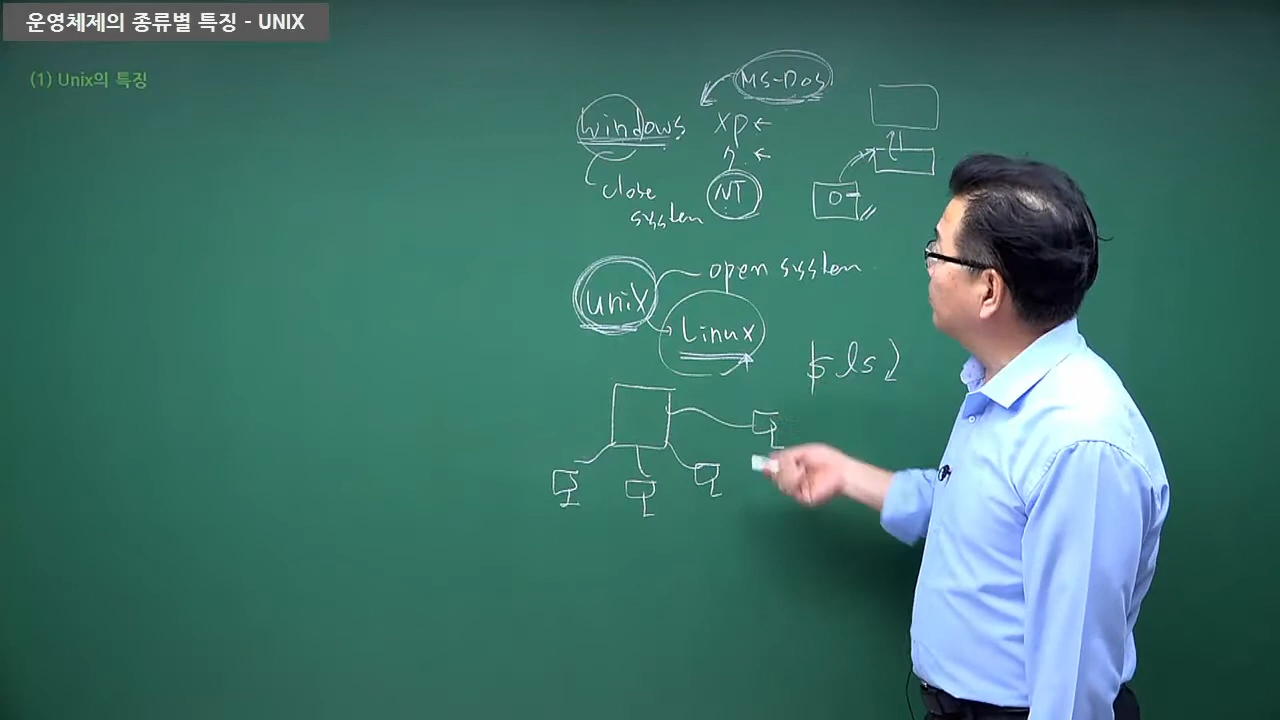 운영체제의 종류별 특징 - UNIX
(1) Unix의 특징
MS-DOS
windows xp
7
close NT
system
open system
unix
Linux
$ ls